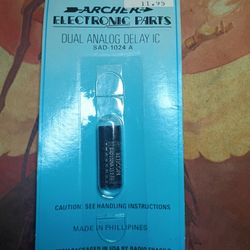 11.95
ARCHER
ELECTRONIC PARTS
DUAL ANALOG DELAY IC
SAD-1024 A
CAUTION: SEE HANDLING INSTRUCTIONS
MADE IN PHILIPPINES